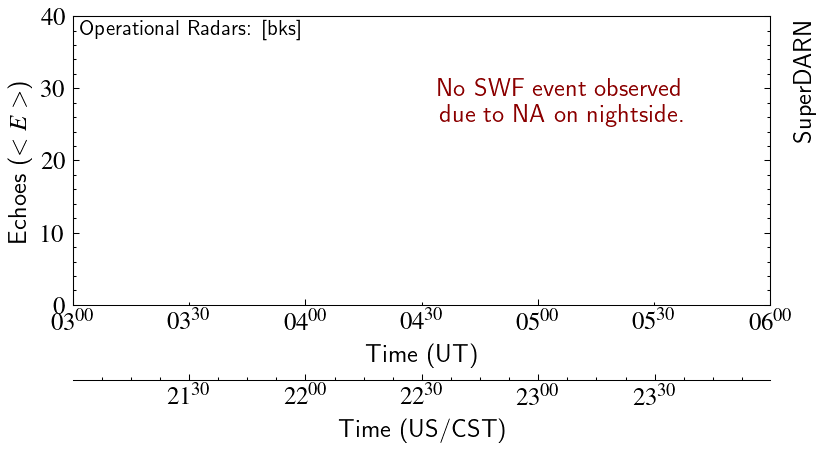 Operational Radars: [bks]
No SWF event observed
due to NA on nightside.
SuperDARN
Echoes (< E >)
40
30
20
10
0
03⁰⁰ 03³⁰ 04⁰⁰ 04³⁰ 05⁰⁰ 05³⁰ 06⁰⁰
Time (UT)
21³⁰ 22⁰⁰ 22³⁰ 23⁰⁰ 23³⁰
Time (US/CST)